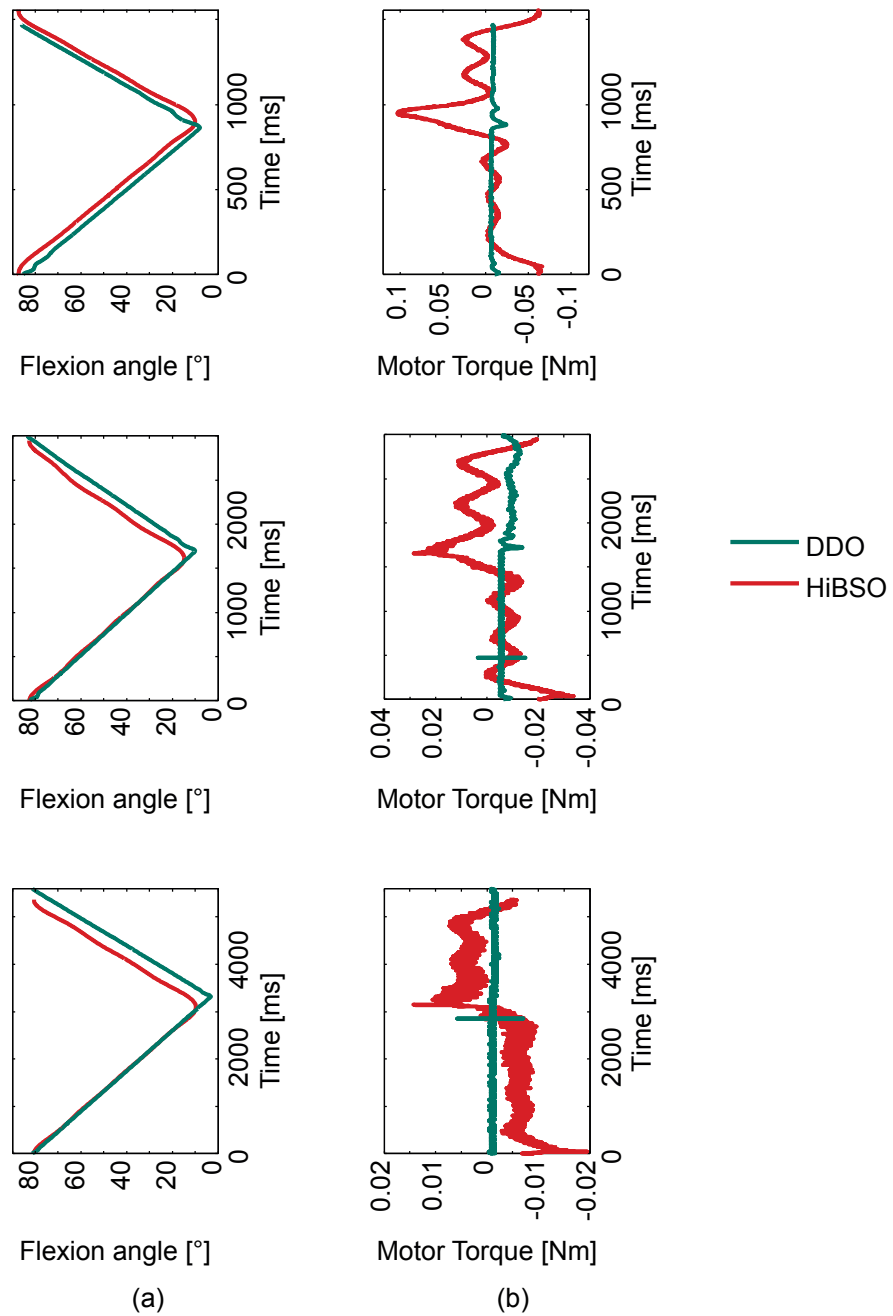 0 500 1000
Time [ms]
80 60 40 20 0
Flexion angle [°]
0 500 1000
Time [ms]
0.1 0.05 0 -0.05 -0.1
Motor Torque [Nm]
0 1000 2000
Time [ms]
80 60 40 20 0
Flexion angle [°]
0 1000 2000
Time [ms]
0.04 0.02 0 -0.02 -0.04
Motor Torque [Nm]
DDO
HiBSO
0 2000 4000
Time [ms]
80 60 40 20 0
Flexion angle [°]
0 2000 4000
Time [ms]
0.02 0.01 0 -0.01 -0.02
Motor Torque [Nm]
(a)
(b)